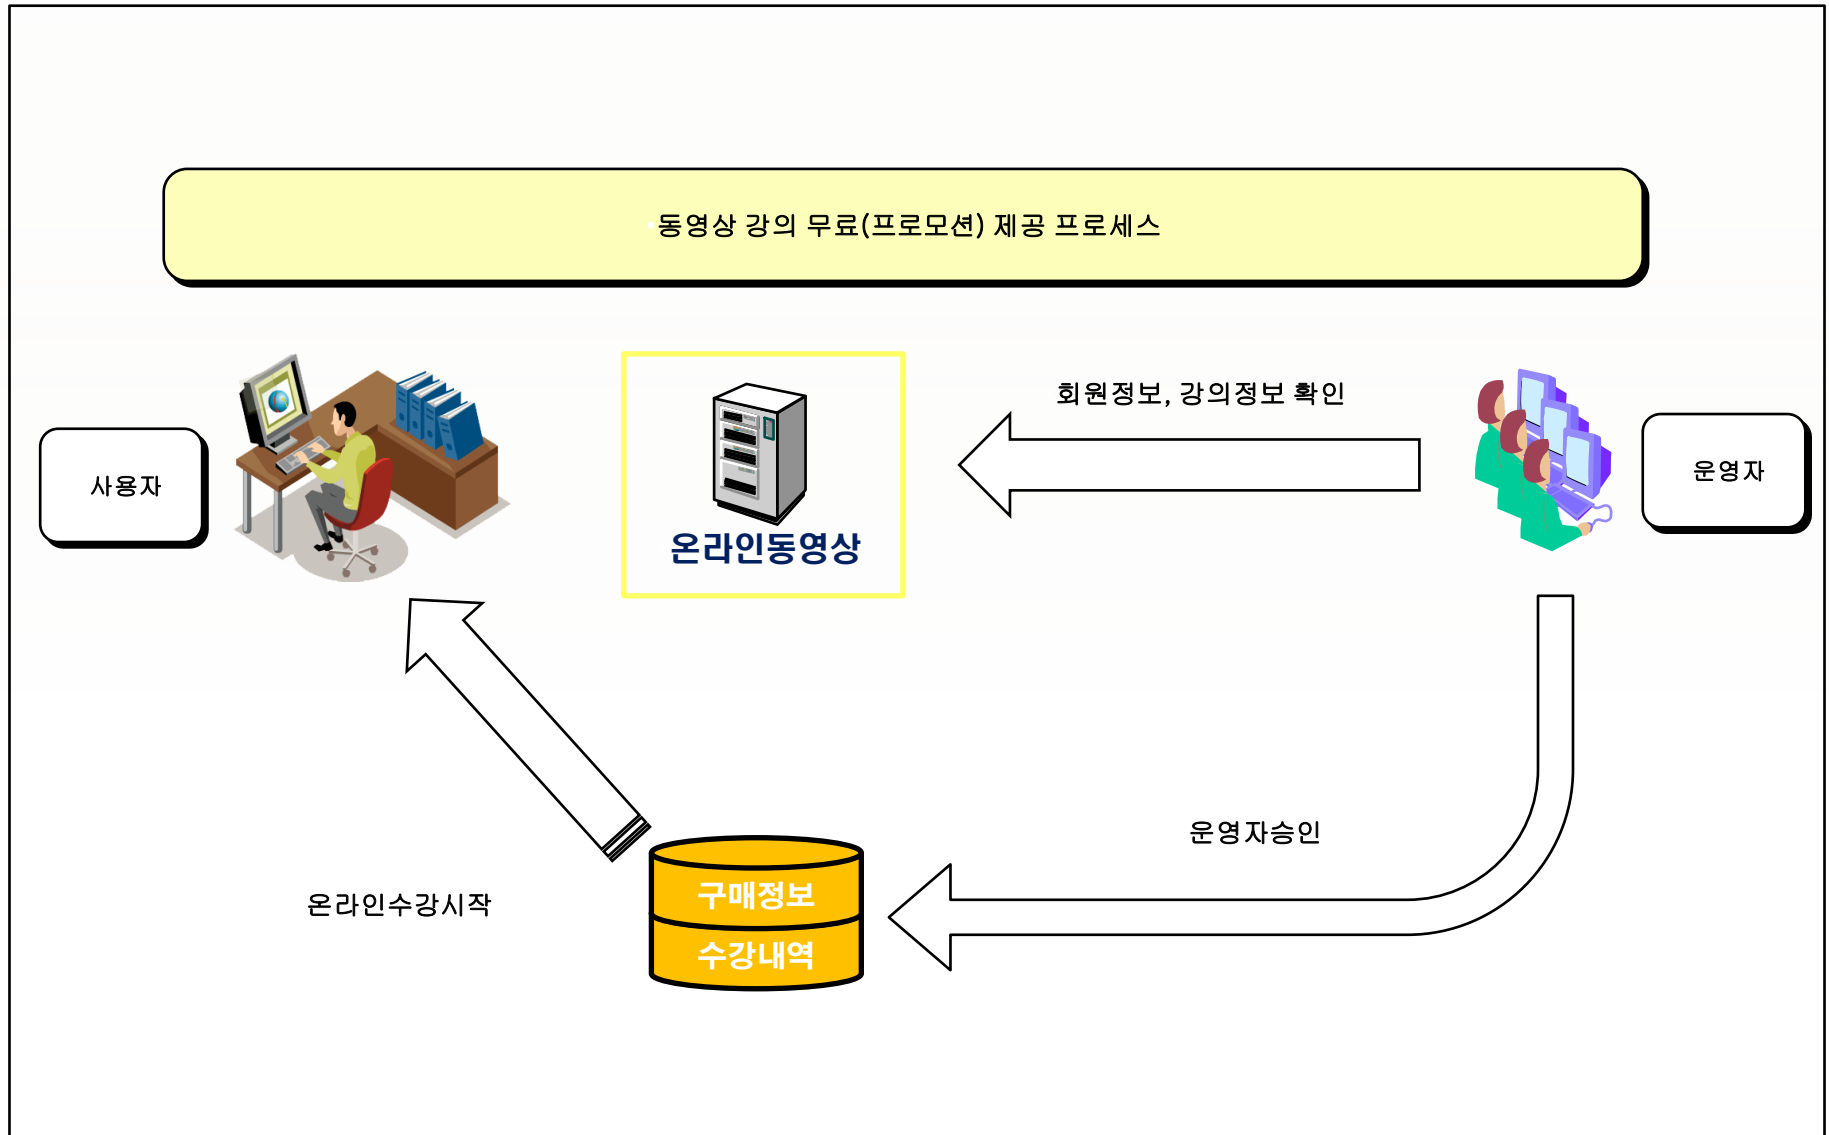 동영상 강의 무료(프로모션) 제공 프로세스
회원정보, 강의정보 확인
사용자
운영자
온라인동영상
운영자승인
온라인수강시작
구매정보
수강내역